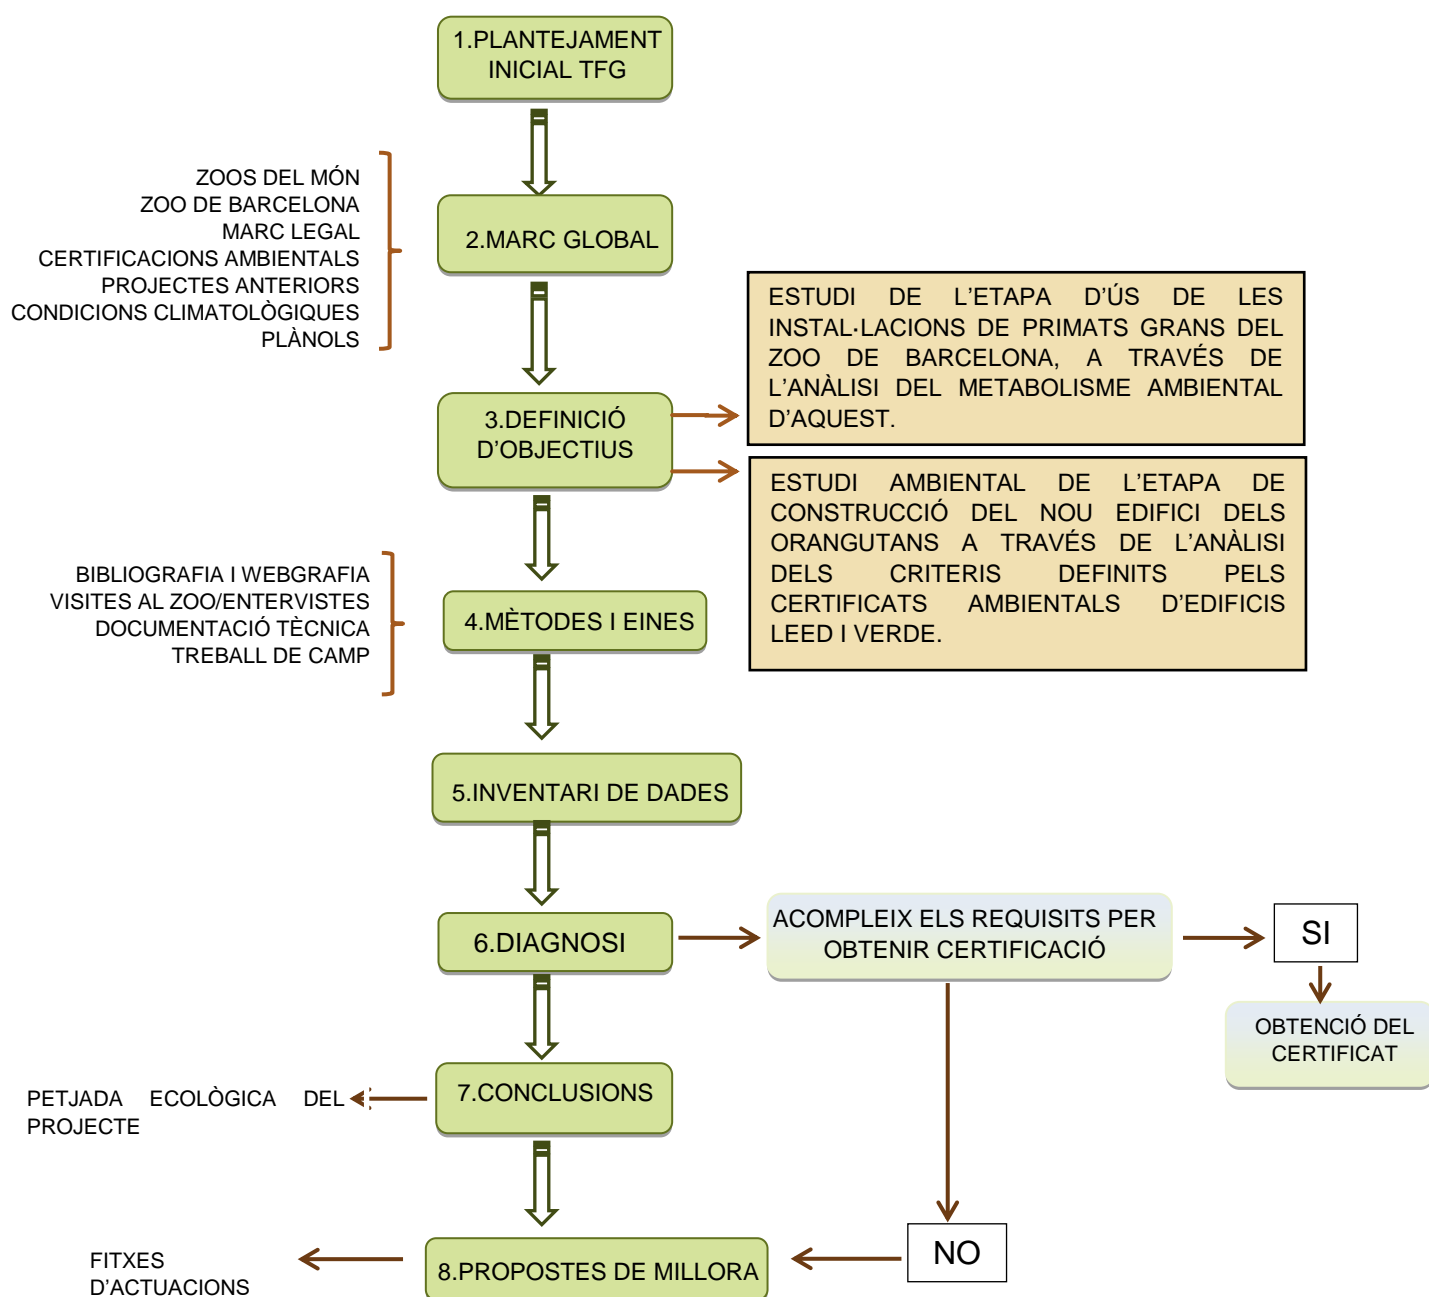 1.PLANTEJAMENT
INICIAL TFG
ZOOS DEL MÓN
ZOO DE BARCELONA
MARC LEGAL
CERTIFICACIONS AMBIENTALS
PROJECTES ANTERIORS
CONDICIONS CLIMATOLÒGIQUES
PLÀNOLS
2.MARC GLOBAL
3.DEFINICIÓ
D’OBJECTIUS
ESTUDI DE L’ETAPA D’ÚS DE LES
INSTAL·LACIONS DE PRIMATS GRANS DEL
ZOO DE BARCELONA, A TRAVÉS DE
L’ANÀLISI DEL METABOLISME AMBIENTAL
D’AQUEST.
ESTUDI AMBIENTAL DE L’ETAPA DE
CONSTRUCCIÓ DEL NOU EDIFICI DELS
ORANGUTANS A TRAVÉS DE L’ANÀLISI
DELS CRITERIS DEFINITS PELS
CERTIFICATS AMBIENTALS D’EDIFICIS
LEED I VERDE.
BIBLIOGRAFIA I WEBGRAFIA
VISITES AL ZOO/ENTERVISTES
DOCUMENTACIÓ TÈCNICA
TREBALL DE CAMP
4.MÈTODES I EINES
5.INVENTARI DE DADES
6.DIAGNOSI
ACOMPLEIX ELS REQUISITS PER
OBTENIR CERTIFICACIÓ
SI
OBTENCIÓ DEL
CERTIFICAT
7.CONCLUSIONS
PETJADA ECOLÒGICA DEL
PROJECTE
NO
8.PROPOSTES DE MILLORA
FITXES
D’ACTUACIONS